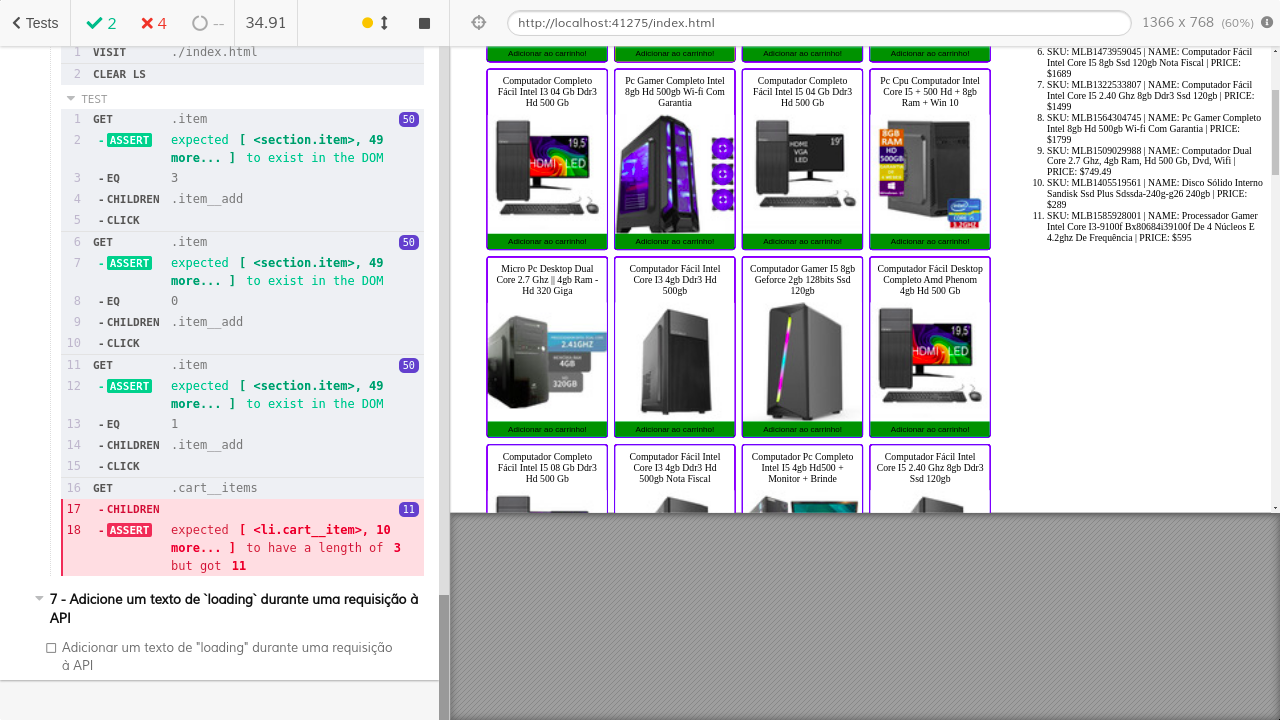 Tests
2
4
--
34.91
http://localhost:41275/index.html
1366 x 768 (60%)
1 VISIT ./index.html
2 CLEAR LS
TEST
1 GET .item 50
2 -ASSERT expected [ <section.item>, 49
more... ] to exist in the DOM
3 -EQ 3
4 -CHILDREN .item__add
5 -CLICK
6 GET .item 50
7 -ASSERT expected [ <section.item>, 49
more... ] to exist in the DOM
8 -EQ 0
9 -CHILDREN .item__add
10 -CLICK
11 GET .item 50
12 -ASSERT expected [ <section.item>, 49
more... ] to exist in the DOM
13 -EQ 1
14 -CHILDREN .item__add
15 -CLICK
16 GET .cart__items
17 -CHILDREN 11
18 -ASSERT expected [ <li.cart__item>, 10
more... ] to have a length of 3
but got 11
7 - Adicione um texto de `loading` durante uma requisição à
API
Adicionar um texto de "loading" durante uma requisição
à API
Adicionar ao carrinho! Adicionar ao carrinho! Adicionar ao carrinho! Adicionar ao carrinho!
Computador Completo
Fácil Intel I3 04 Gb Ddr3
Hd 500 Gb
19,5'
HDMI - LED
Adicionar ao carrinho!
Pc Gamer Completo Intel
8gb Hd 500gb Wi-fi Com
Garantia
Adicionar ao carrinho!
Computador Completo
Fácil Intel I5 04 Gb Ddr3
Hd 500 Gb
19'
HDMI
VGA
LED
Adicionar ao carrinho!
Pc Cpu Computador Intel
Core I5 + 500 Hd + 8gb
Ram + Win 10
8GB
RAM
HD
500GB
CORE i5
3.2GHZ
Adicionar ao carrinho!
Micro Pc Desktop Dual
Core 2.7 Ghz || 4gb Ram -
Hd 320 Giga
2.41GHZ
4GB
HD
320GB
Adicionar ao carrinho!
Computador Fácil Intel
Core I3 4gb Ddr3 Hd
500gb
Adicionar ao carrinho!
Computador Gamer I5 8gb
Geforce 2gb 128bits Ssd
120gb
Adicionar ao carrinho!
Computador Fácil Desktop
Completo Amd Phenom
4gb Hd 500 Gb
19,5'
HDMI - LED
Adicionar ao carrinho!
Computador Completo
Fácil Intel I5 08 Gb Ddr3
Hd 500 Gb
Computador Fácil Intel
Core I3 4gb Ddr3 Hd
500gb Nota Fiscal
Computador Pc Completo
Intel I5 4gb Hd500 +
Monitor + Brinde
Computador Fácil Intel
Core I5 2.40 Ghz 8gb Ddr3
Ssd 120gb
6. SKU: MLB1473959045 | NAME: Computador Fácil
Intel Core I5 8gb Ssd 120gb Nota Fiscal | PRICE:
$1689
7. SKU: MLB1322533807 | NAME: Computador Fácil
Intel Core I5 2.40 Ghz 8gb Ddr3 Ssd 120gb | PRICE:
$1499
8. SKU: MLB1564304745 | NAME: Pc Gamer Completo
Intel 8gb Hd 500gb Wi-fi Com Garantia | PRICE:
$1799
9. SKU: MLB1509029988 | NAME: Computador Dual
Core 2.7 Ghz, 4gb Ram, Hd 500 Gb, Dvd, Wifi |
PRICE: $749.49
10. SKU: MLB1405519561 | NAME: Disco Sólido Interno
Sandisk Ssd Plus Sdssda-240g-g26 240gb | PRICE:
$289
11. SKU: MLB1585928001 | NAME: Processador Gamer
Intel Core I3-9100f Bx80684i39100f De 4 Núcleos E
4.2ghz De Frequência | PRICE: $595